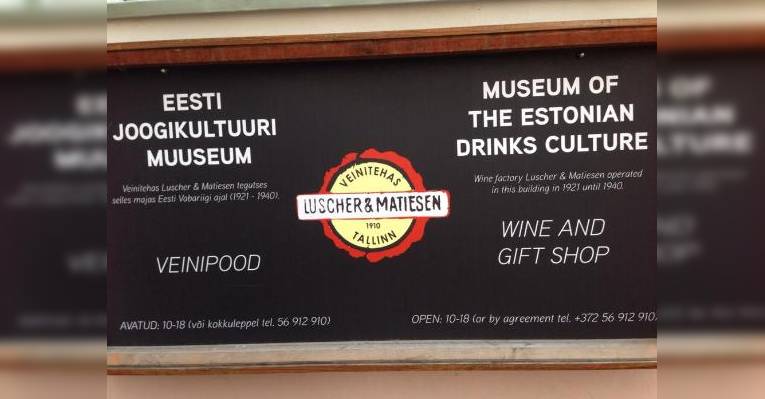 EESTI
JOOGIKULTUURI
MUUSEUM
Veinitehas Luscher & Matiesen tegutses
selles majas Eesti Vabariigi ajal (1921 - 1940).
VEINIPOOD
AVATUD: 10-18 (või kokkuleppel tel. 56 912 910)
VEINITEHAS
LUSCHER & MATIESEN
1910
TALLINN
MUSEUM OF
THE ESTONIAN
DRINKS CULTURE
Wine factory Luscher & Matiesen operated
in this building in 1921 until 1940.
WINE AND
GIFT SHOP
OPEN: 10-18 (or by agreement tel. +372 56 912 910)